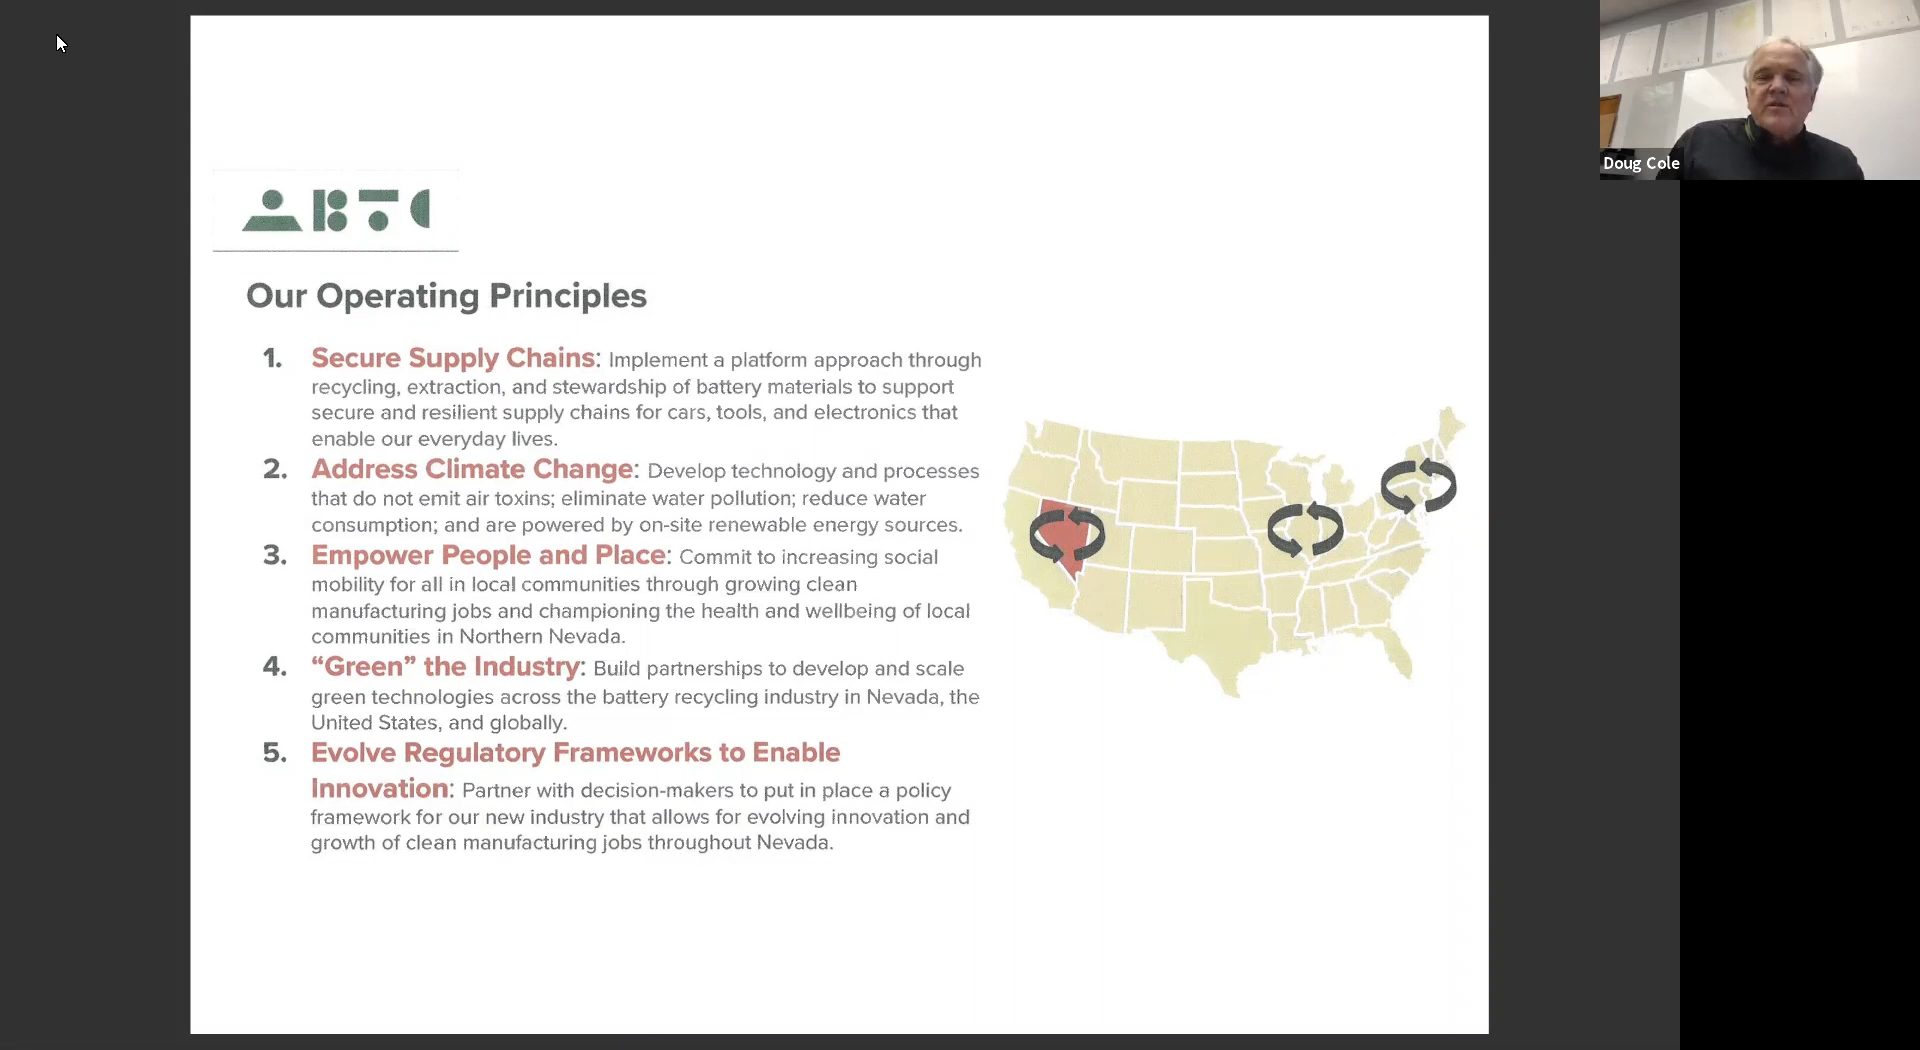 ABTC
Our Operating Principles
1. Secure Supply Chains: Implement a platform approach through
recycling, extraction, and stewardship of battery materials to support
secure and resilient supply chains for cars, tools, and electronics that
enable our everyday lives.
2. Address Climate Change: Develop technology and processes
that do not emit air toxins; eliminate water pollution; reduce water
consumption; and are powered by on-site renewable energy sources.
3. Empower People and Place: Commit to increasing social
mobility for all in local communities through growing clean
manufacturing jobs and championing the health and wellbeing of local
communities in Northern Nevada.
4. “Green” the Industry: Build partnerships to develop and scale
green technologies across the battery recycling industry in Nevada, the
United States, and globally.
5. Evolve Regulatory Frameworks to Enable
Innovation: Partner with decision-makers to put in place a policy
framework for our new industry that allows for evolving innovation and
growth of clean manufacturing jobs throughout Nevada.
Doug Cole